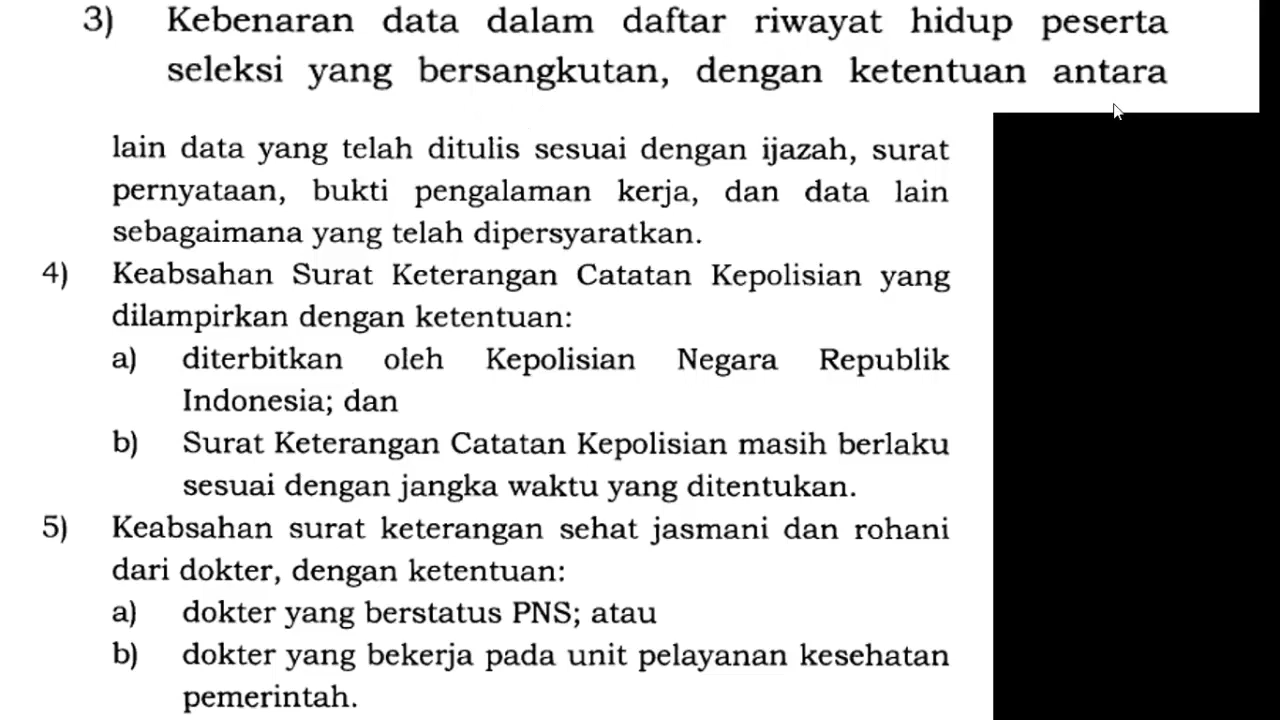 3) Kebenaran data dalam daftar riwayat hidup peserta
seleksi yang bersangkutan, dengan ketentuan antara
lain data yang telah ditulis sesuai dengan ijazah, surat
pernyataan, bukti pengalaman kerja, dan data lain
sebagaimana yang telah dipersyaratkan.
4) Keabsahan Surat Keterangan Catatan Kepolisian yang
dilampirkan dengan ketentuan:
a) diterbitkan oleh Kepolisian Negara Republik
Indonesia; dan
b) Surat Keterangan Catatan Kepolisian masih berlaku
sesuai dengan jangka waktu yang ditentukan.
5) Keabsahan surat keterangan sehat jasmani dan rohani
dari dokter, dengan ketentuan:
a) dokter yang berstatus PNS; atau
b) dokter yang bekerja pada unit pelayanan kesehatan
pemerintah.